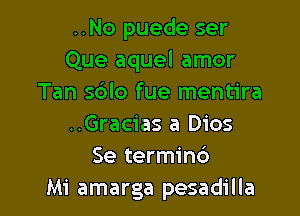 ..No puede ser
Que aquel amor
Tan sólo fue mentira
..Gracias a Dios
Se terminó
Mi amarga pesadilla